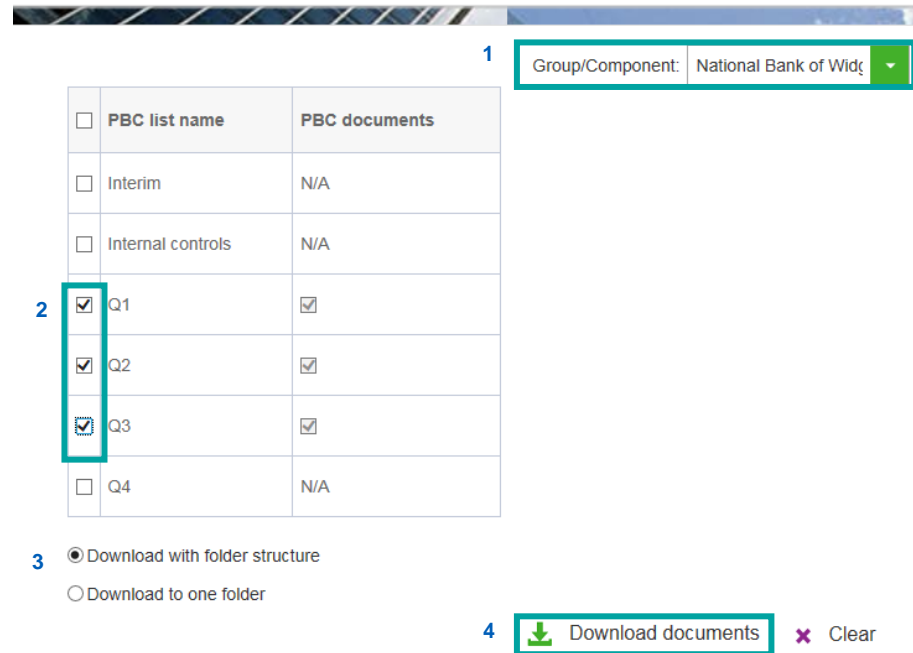 1
Group/Component: National Bank of Widg
PBC list name PBC documents
Interim N/A
Internal controls N/A
2
Q1
Q2
Q3
Q4 N/A
3
Download with folder structure
Download to one folder
4
Download documents
Clear